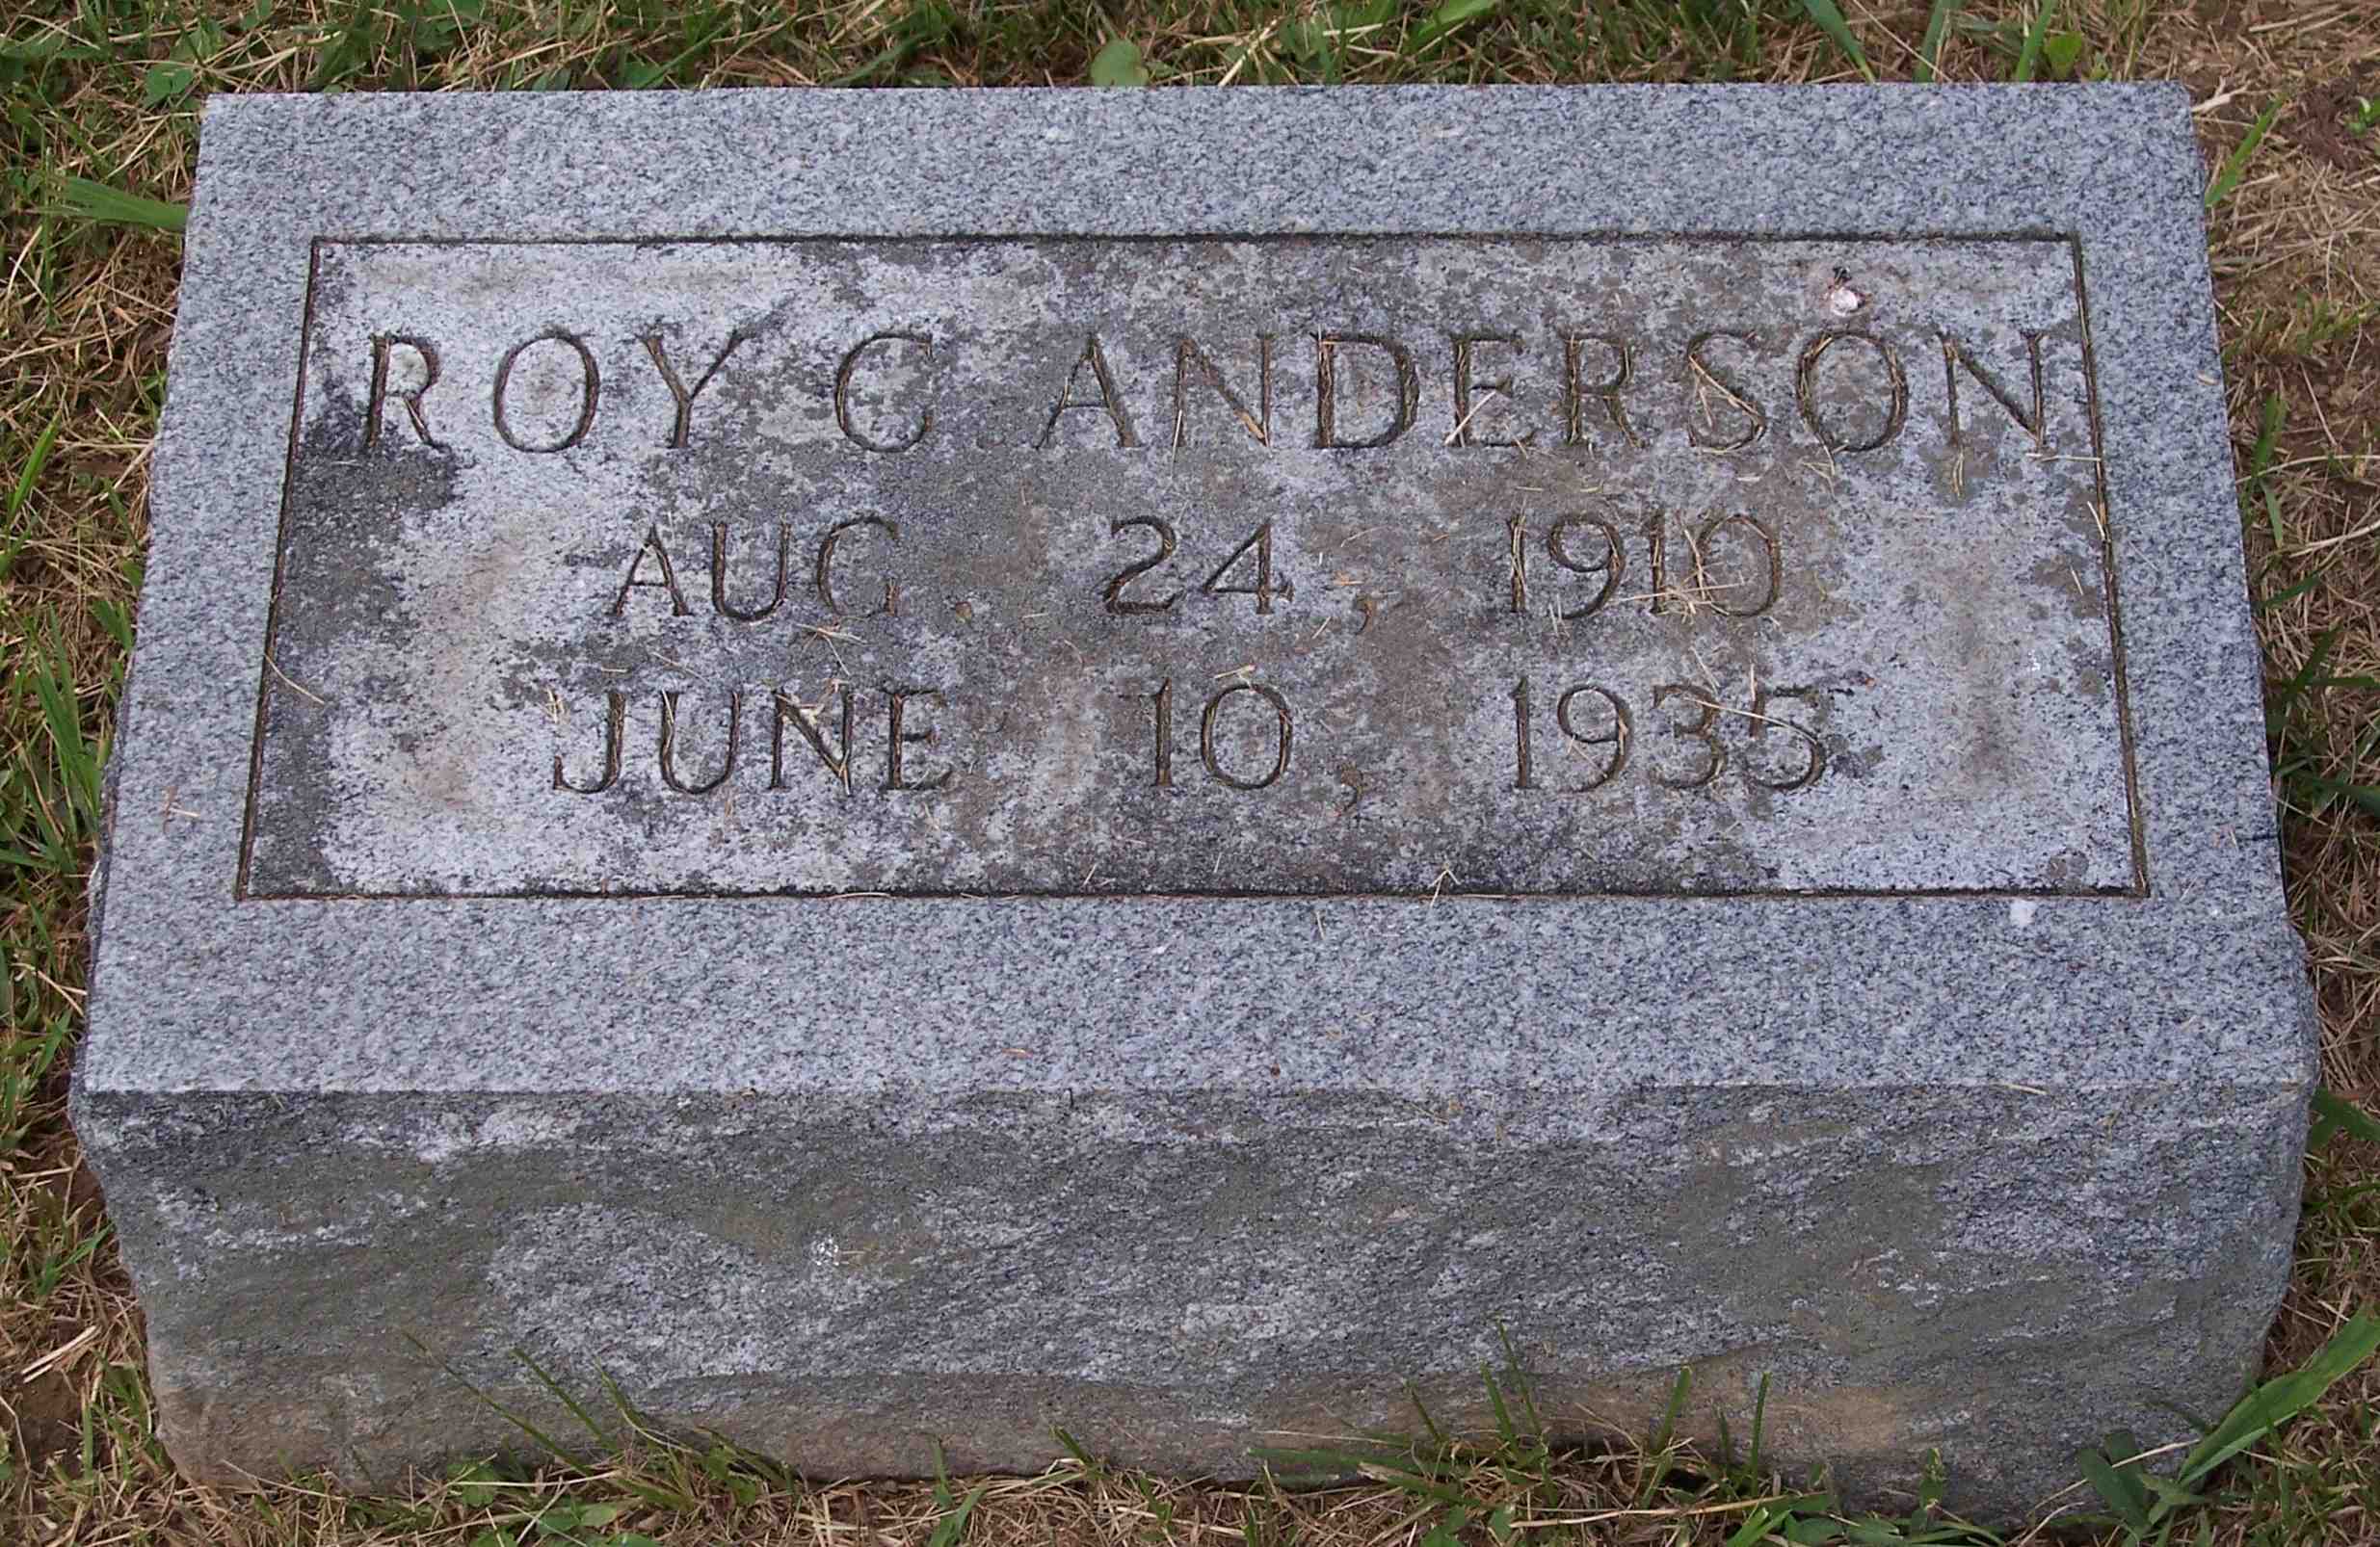 ROY C ANDERSON
AUG. 24, 1910
JUNE 10, 1935